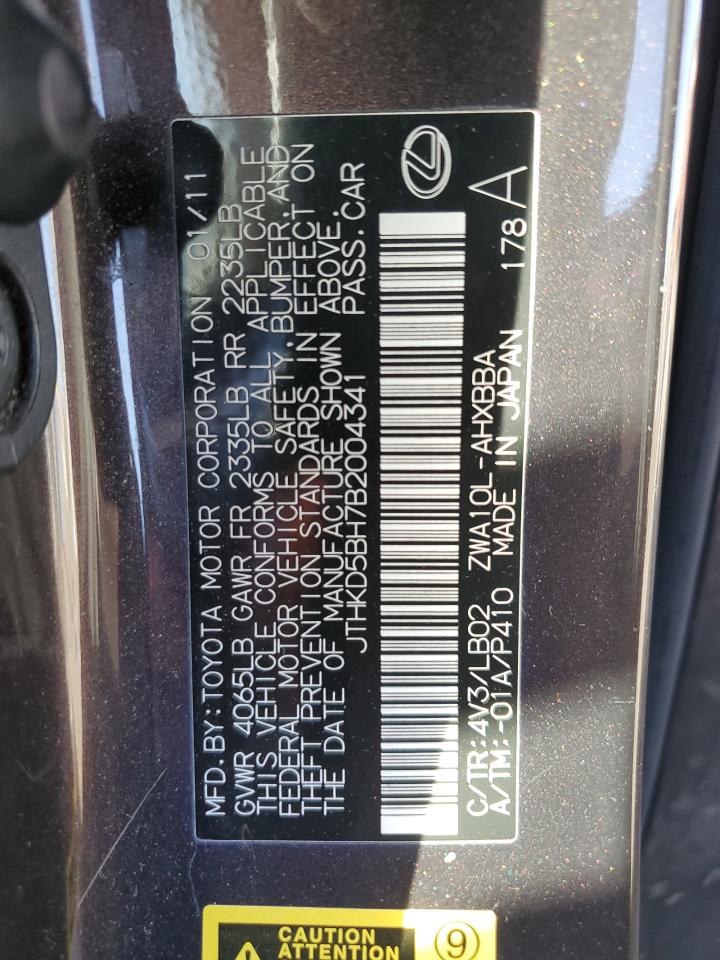 MFD. BY: TOYOTA MOTOR CORPORATION 01/11
GVWR 4065LB GAWR FR 2335LB RR 2235LB
THIS VEHICLE CONFORMS TO ALL APPLICABLE
FEDERAL MOTOR VEHICLE SAFETY, BUMPER, AND
THEFT PREVENTION STANDARDS IN EFFECT ON
THE DATE OF MANUFACTURE SHOWN ABOVE.
JTHKD5BH7B2004341 PASS. CAR
C/TR: 4V3/LB02 ZWA10L-AHXBBA
A/TM: -01A/P410 MADE IN JAPAN 178 A
CAUTION
ATTENTION
9